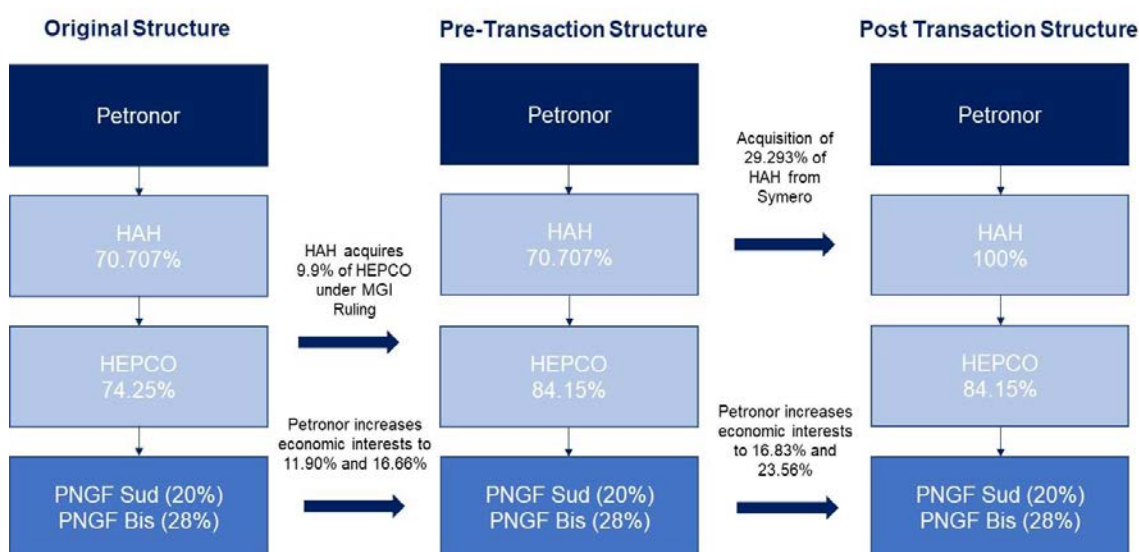 Original Structure
Pre-Transaction Structure
Post Transaction Structure
Petronor
Petronor
Petronor
Acquisition of
29.293% of
HAH from
Symero
HAH
70.707%
HAH acquires
9.9% of HEPCO
under MGI
Ruling
HAH
70.707%
HAH
100%
HEPCO
74.25%
HEPCO
84.15%
HEPCO
84.15%
Petronor increases
economic interests to
11.90% and 16.66%
Petronor increases
economic interests
to 16.83% and
23.56%
PNGF Sud (20%)
PNGF Bis (28%)
PNGF Sud (20%)
PNGF Bis (28%)
PNGF Sud (20%)
PNGF Bis (28%)